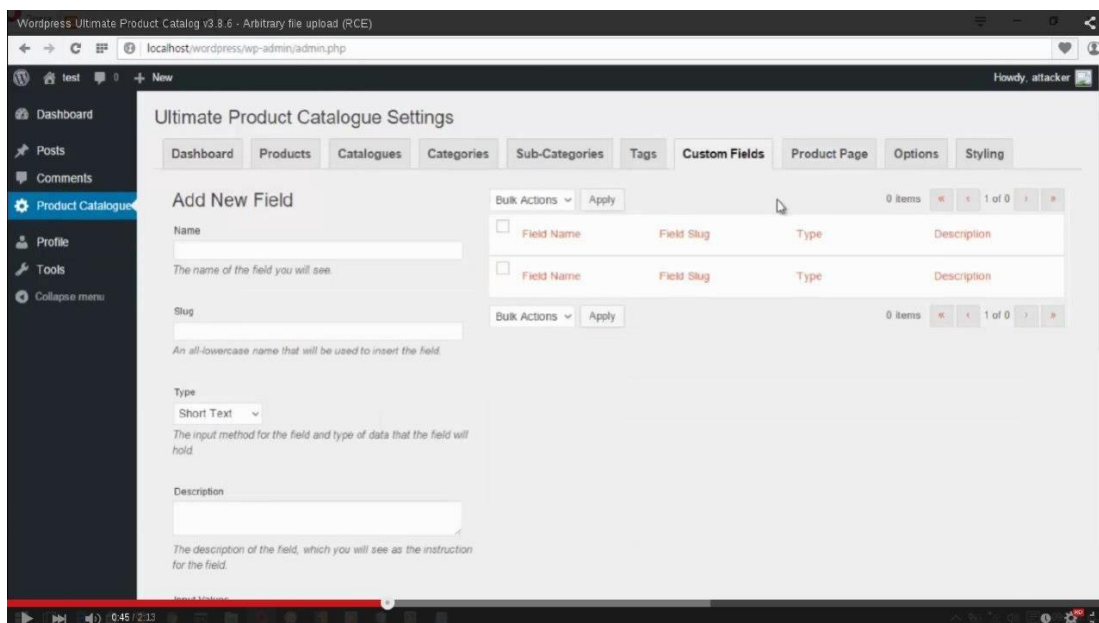 Wordpress Ultimate Product Catalog v3.8.6 - Arbitrary file upload (RCE)
localhost/wordpress/wp-admin/admin.php
test 0 + New
Howdy, attacker
Dashboard
Posts
Comments
Product Catalogue
Profile
Tools
Collapse menu
Ultimate Product Catalogue Settings
Dashboard Products Catalogues Categories Sub-Categories Tags Custom Fields Product Page Options Styling
Add New Field
Name
The name of the field you will see.
Slug
An all-lowercase name that will be used to insert the field.
Type
Short Text
The input method for the field and type of data that the field will
hold.
Description
The description of the field, which you will see as the instruction
for the field.
Input Values
Bulk Actions Apply 0 items « ‹ 1 of 0 › »
Field Name Field Slug Type Description
Field Name Field Slug Type Description
Bulk Actions Apply 0 items « ‹ 1 of 0 › »
0:45 / 2:13
HD